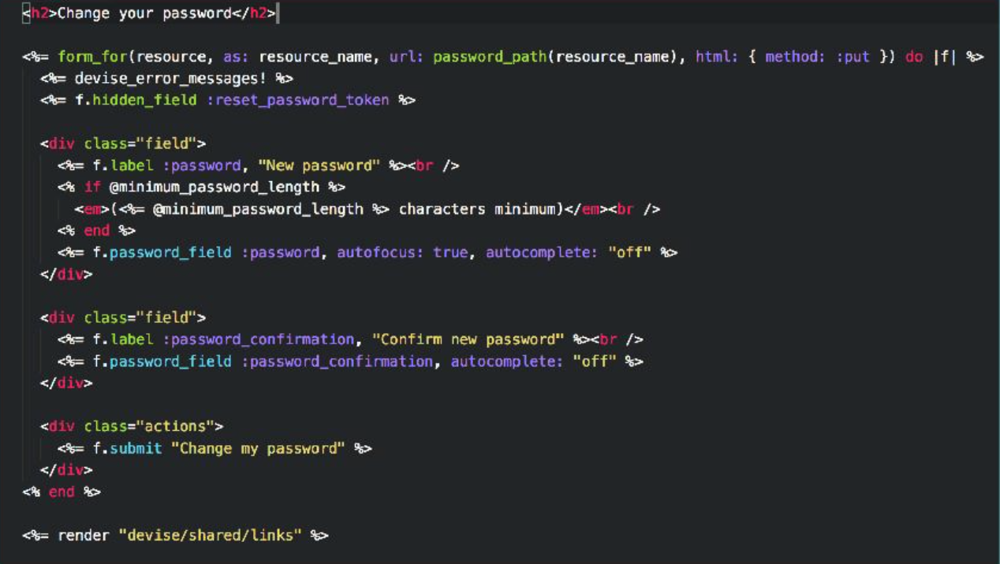 <h2>Change your password</h2>
<%= form_for(resource, as: resource_name, url: password_path(resource_name), html: { method: :put }) do |f| %>
<%= devise_error_messages! %>
<%= f.hidden_field :reset_password_token %>
<div class="field">
<%= f.label :password, "New password" %><br />
<% if @minimum_password_length %>
<em>(<%= @minimum_password_length %> characters minimum)</em><br />
<% end %>
<%= f.password_field :password, autofocus: true, autocomplete: "off" %>
</div>
<div class="field">
<%= f.label :password_confirmation, "Confirm new password" %><br />
<%= f.password_field :password_confirmation, autocomplete: "off" %>
</div>
<div class="actions">
<%= f.submit "Change my password" %>
</div>
<% end %>
<%= render "devise/shared/links" %>